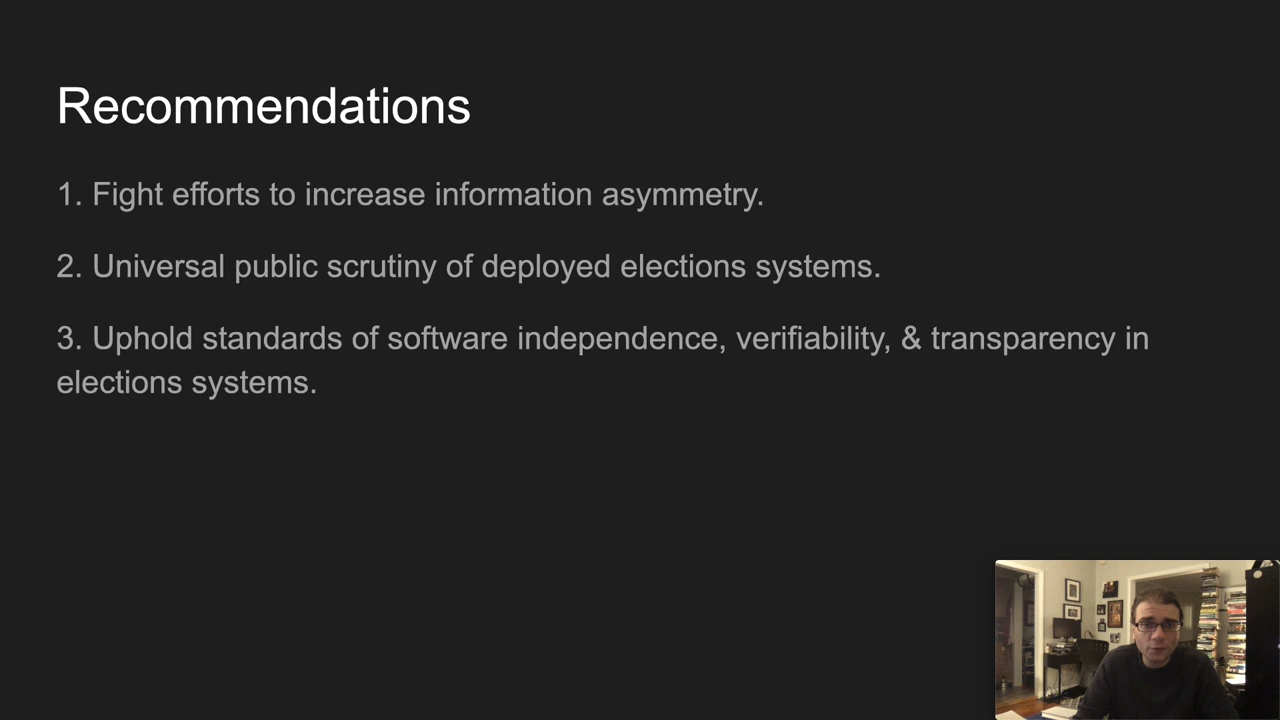 Recommendations
1. Fight efforts to increase information asymmetry.
2. Universal public scrutiny of deployed elections systems.
3. Uphold standards of software independence, verifiability, & transparency in
elections systems.